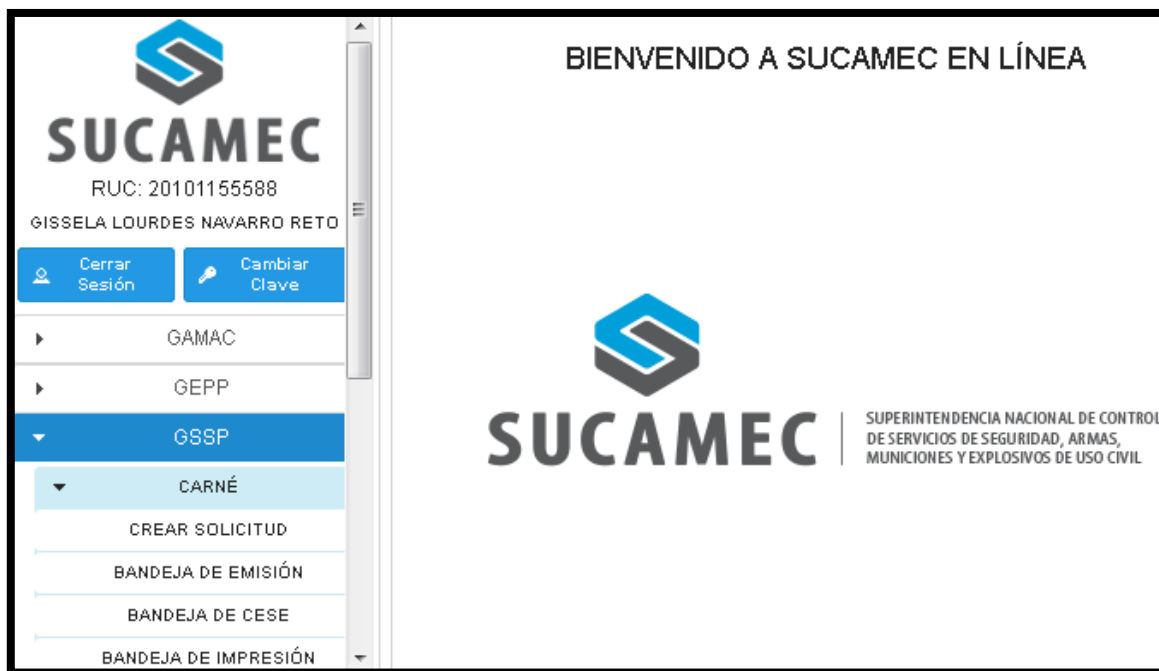 SUCAMEC
RUC: 20101155588
GISSELA LOURDES NAVARRO RETO
Cerrar
Sesión
Cambiar
Clave
GAMAC
GEPP
GSSP
CARNÉ
CREAR SOLICITUD
BANDEJA DE EMISIÓN
BANDEJA DE CESE
BANDEJA DE IMPRESIÓN
BIENVENIDO A SUCAMEC EN LÍNEA
SUCAMEC
SUPERINTENDENCIA NACIONAL DE CONTROL
DE SERVICIOS DE SEGURIDAD, ARMAS,
MUNICIONES Y EXPLOSIVOS DE USO CIVIL